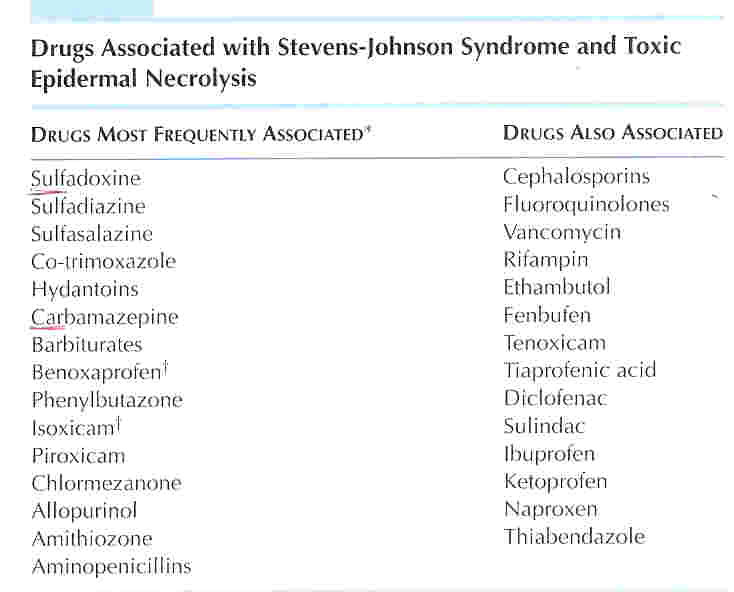 Drugs Associated with Stevens-Johnson Syndrome and Toxic
Epidermal Necrolysis
DRUGS MOST FREQUENTLY ASSOCIATED*
DRUGS ALSO ASSOCIATED
Sulfadoxine
Sulfadiazine
Sulfasalazine
Co-trimoxazole
Hydantoins
Carbamazepine
Barbiturates
Benoxaprofen†
Phenylbutazone
Isoxicam†
Piroxicam
Chlormezanone
Allopurinol
Amithiozone
Aminopenicillins
Cephalosporins
Fluoroquinolones
Vancomycin
Rifampin
Ethambutol
Fenbufen
Tenoxicam
Tiaprofenic acid
Diclofenac
Sulindac
Ibuprofen
Ketoprofen
Naproxen
Thiabendazole